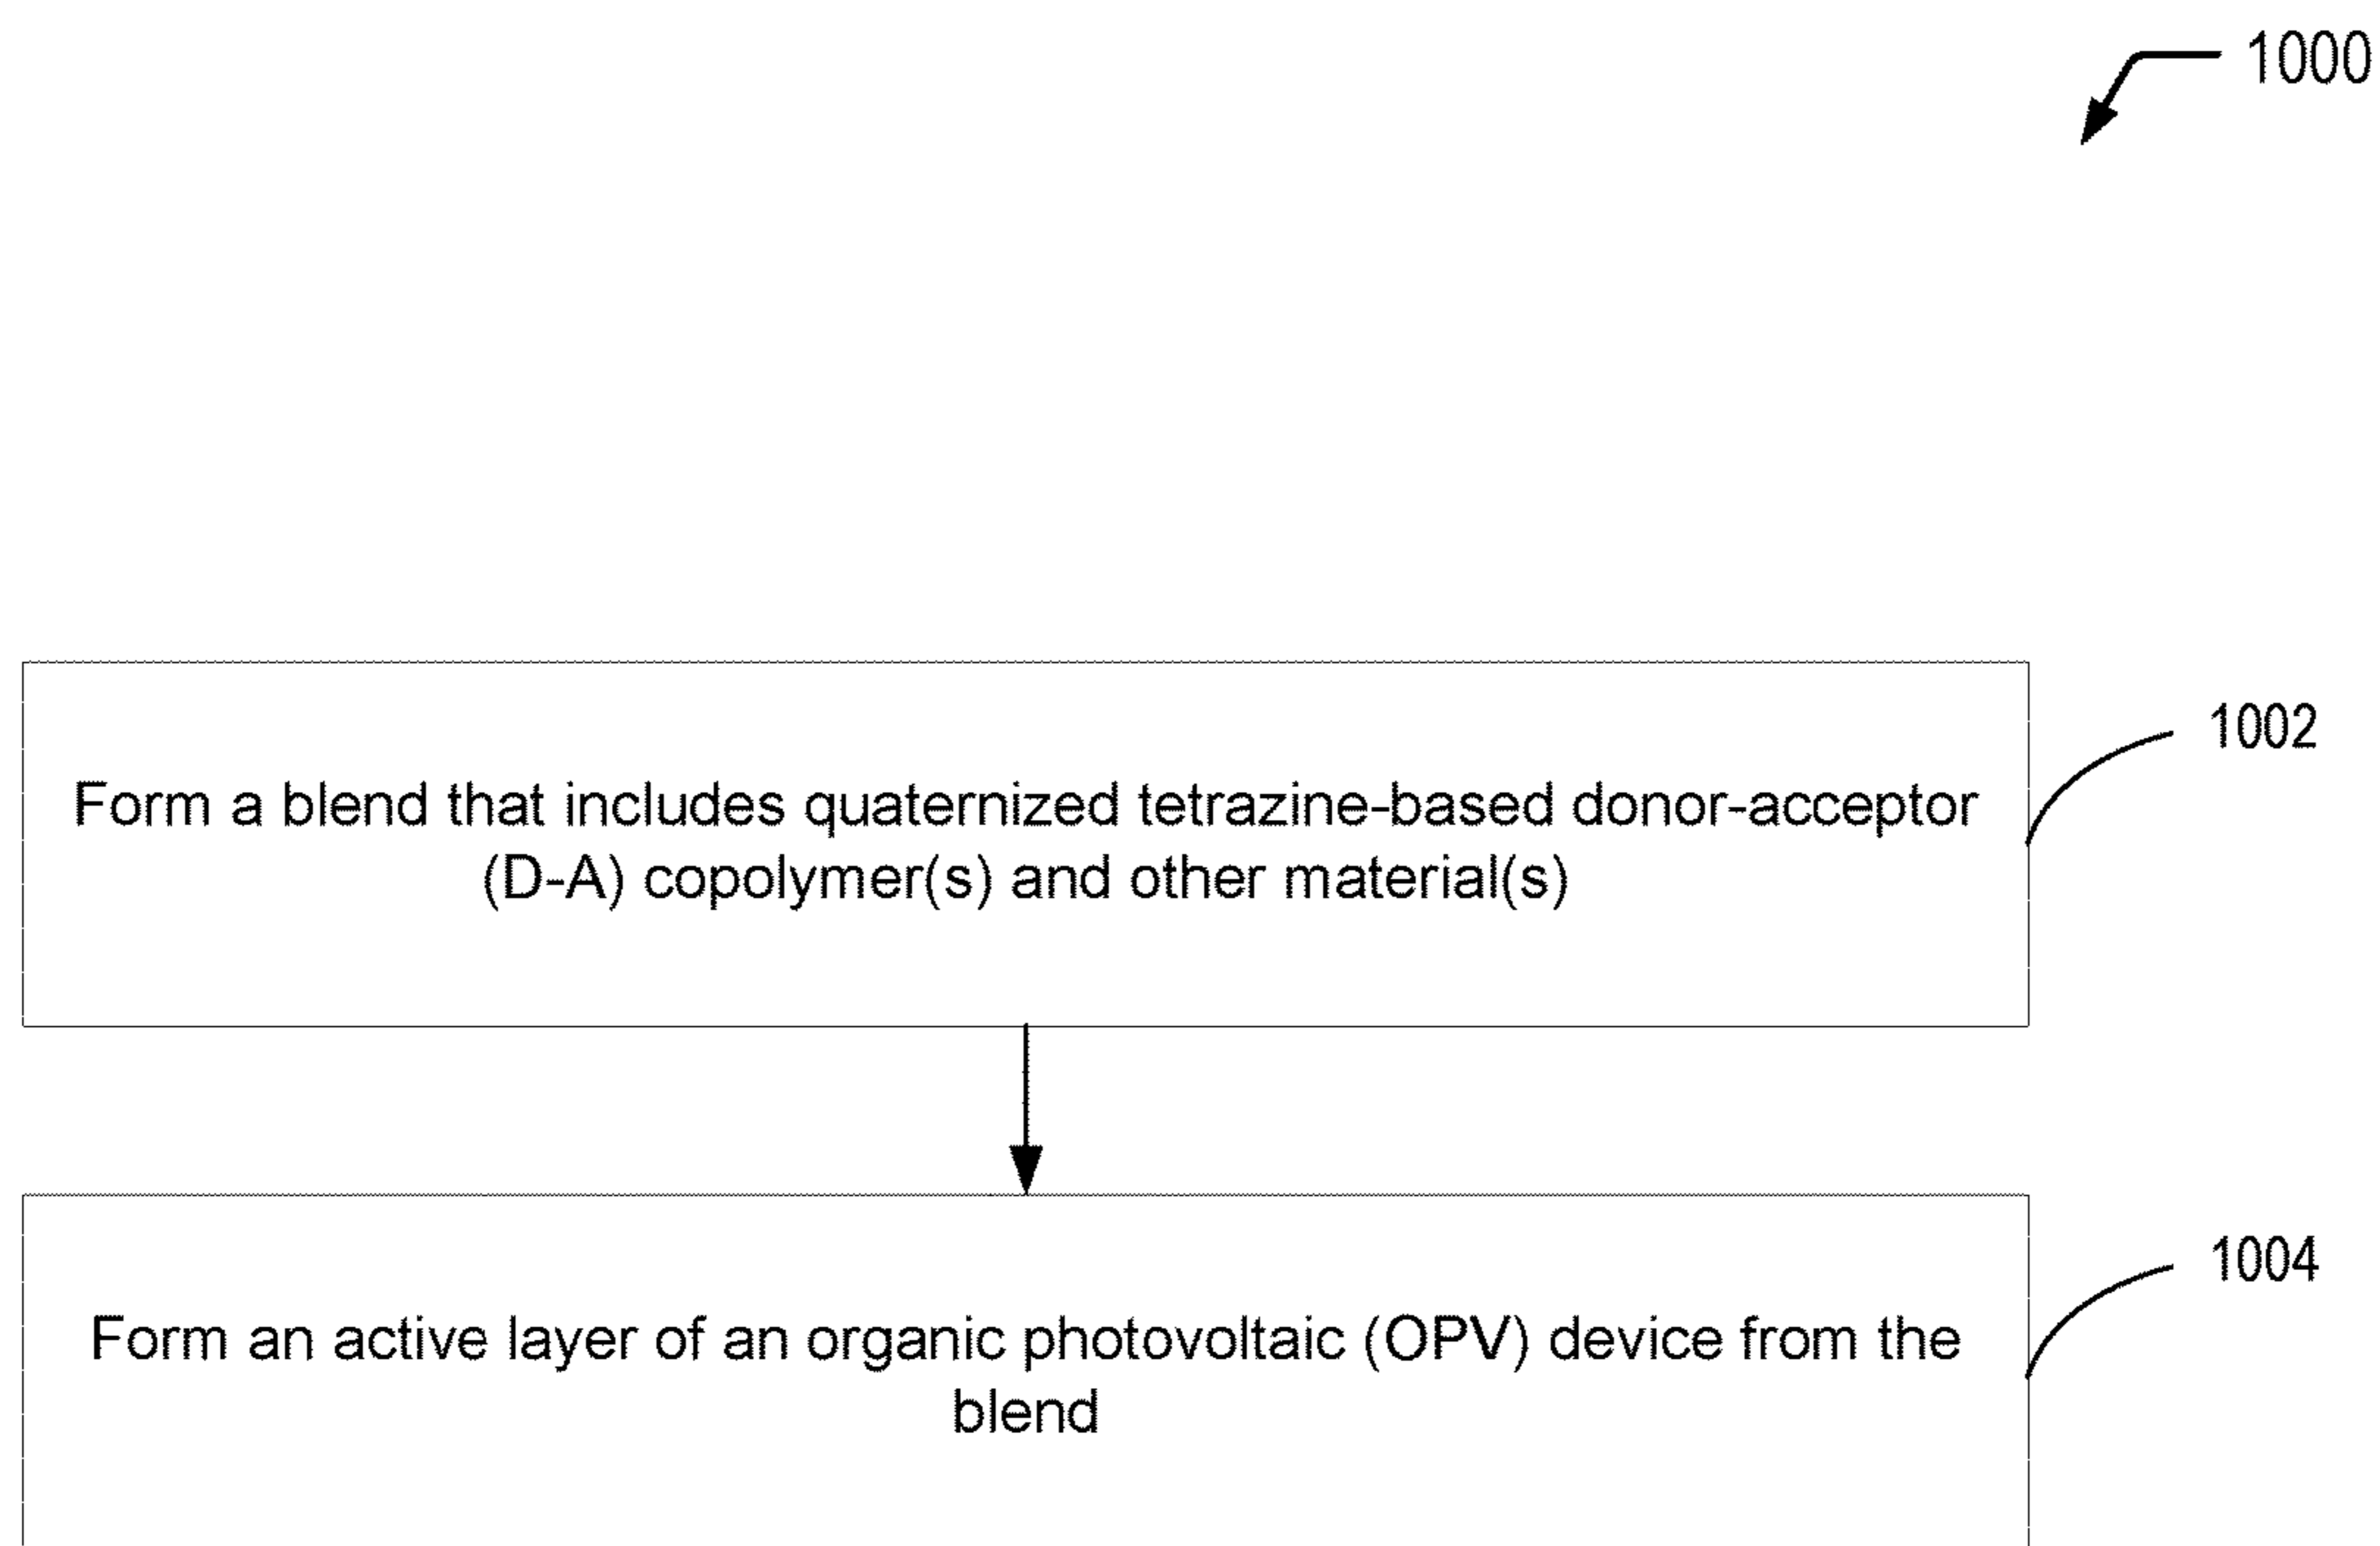 1000
Form a blend that includes quaternized tetrazine-based donor-acceptor
(D-A) copolymer(s) and other material(s)
1002
Form an active layer of an organic photovoltaic (OPV) device from the
blend
1004